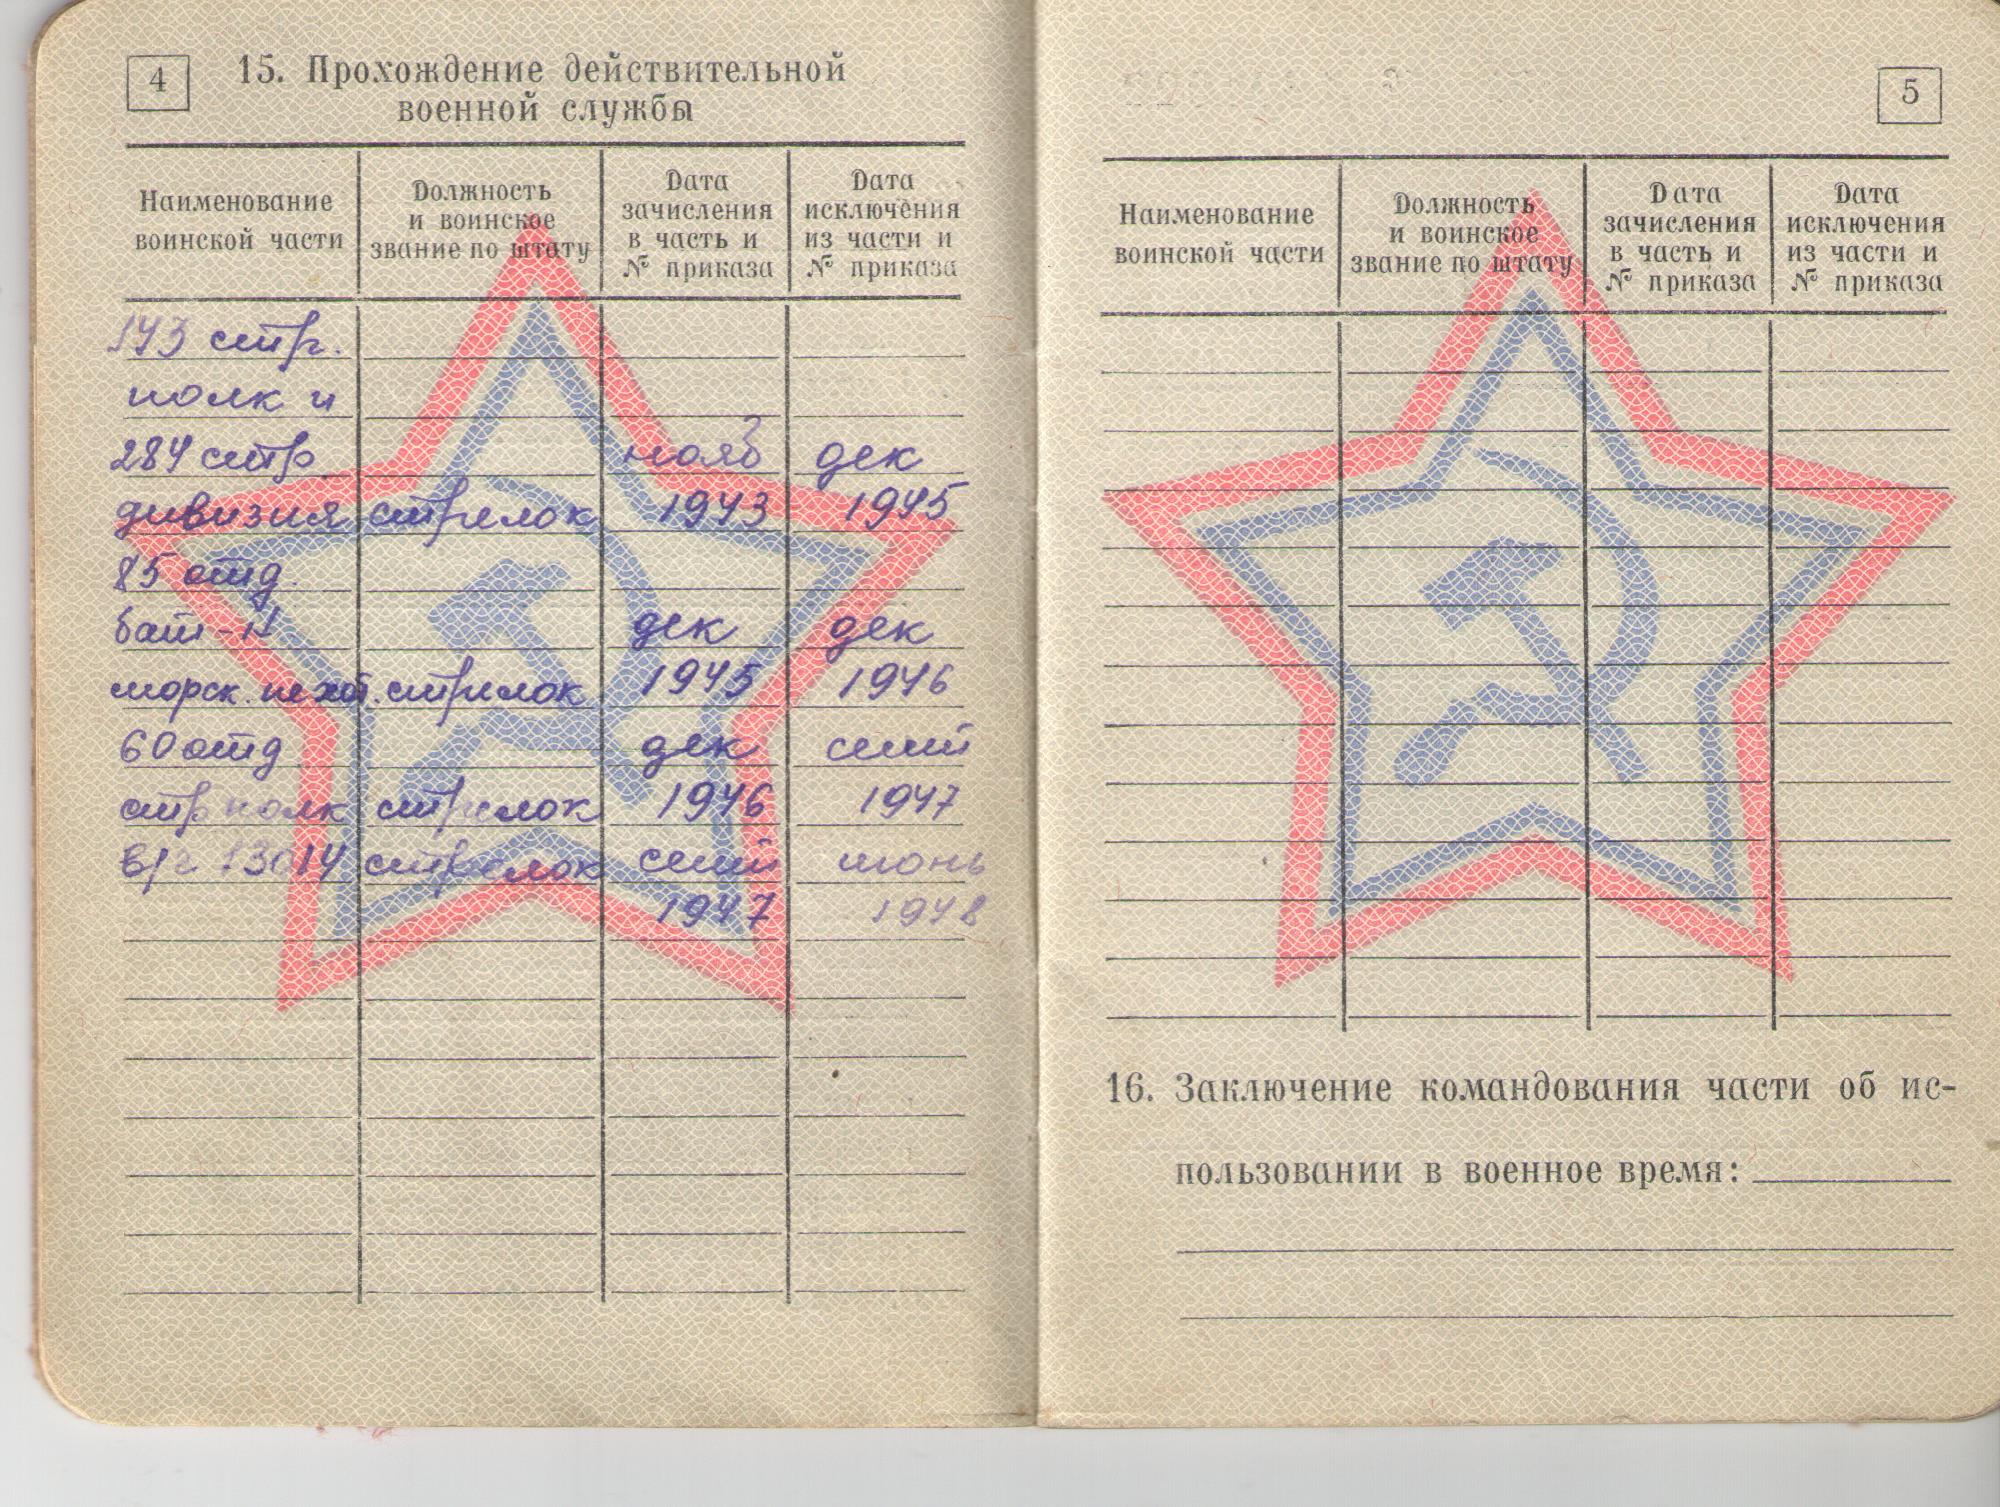 4
15. Прохождение действительной
военной службы
Наименование
воинской части
Должность
и воинское
звание по штату
Дата
зачисления
в часть и
№ приказа
Дата
исключения
из части и
№ приказа
143 стр.
полк и
284 стр. нояб дек
дивизия стрелок 1943 1945
85 отд.
бат-н дек дек
морск. пехот. стрелок 1945 1946
60 отд дек сент
стр полк стрелок 1946 1947
в/ч 13014 стрелок сент июнь
1947 1948
5
Наименование
воинской части
Должность
и воинское
звание по штату
Дата
зачисления
в часть и
№ приказа
Дата
исключения
из части и
№ приказа
16. Заключение командования части об ис-
пользовании в военное время: